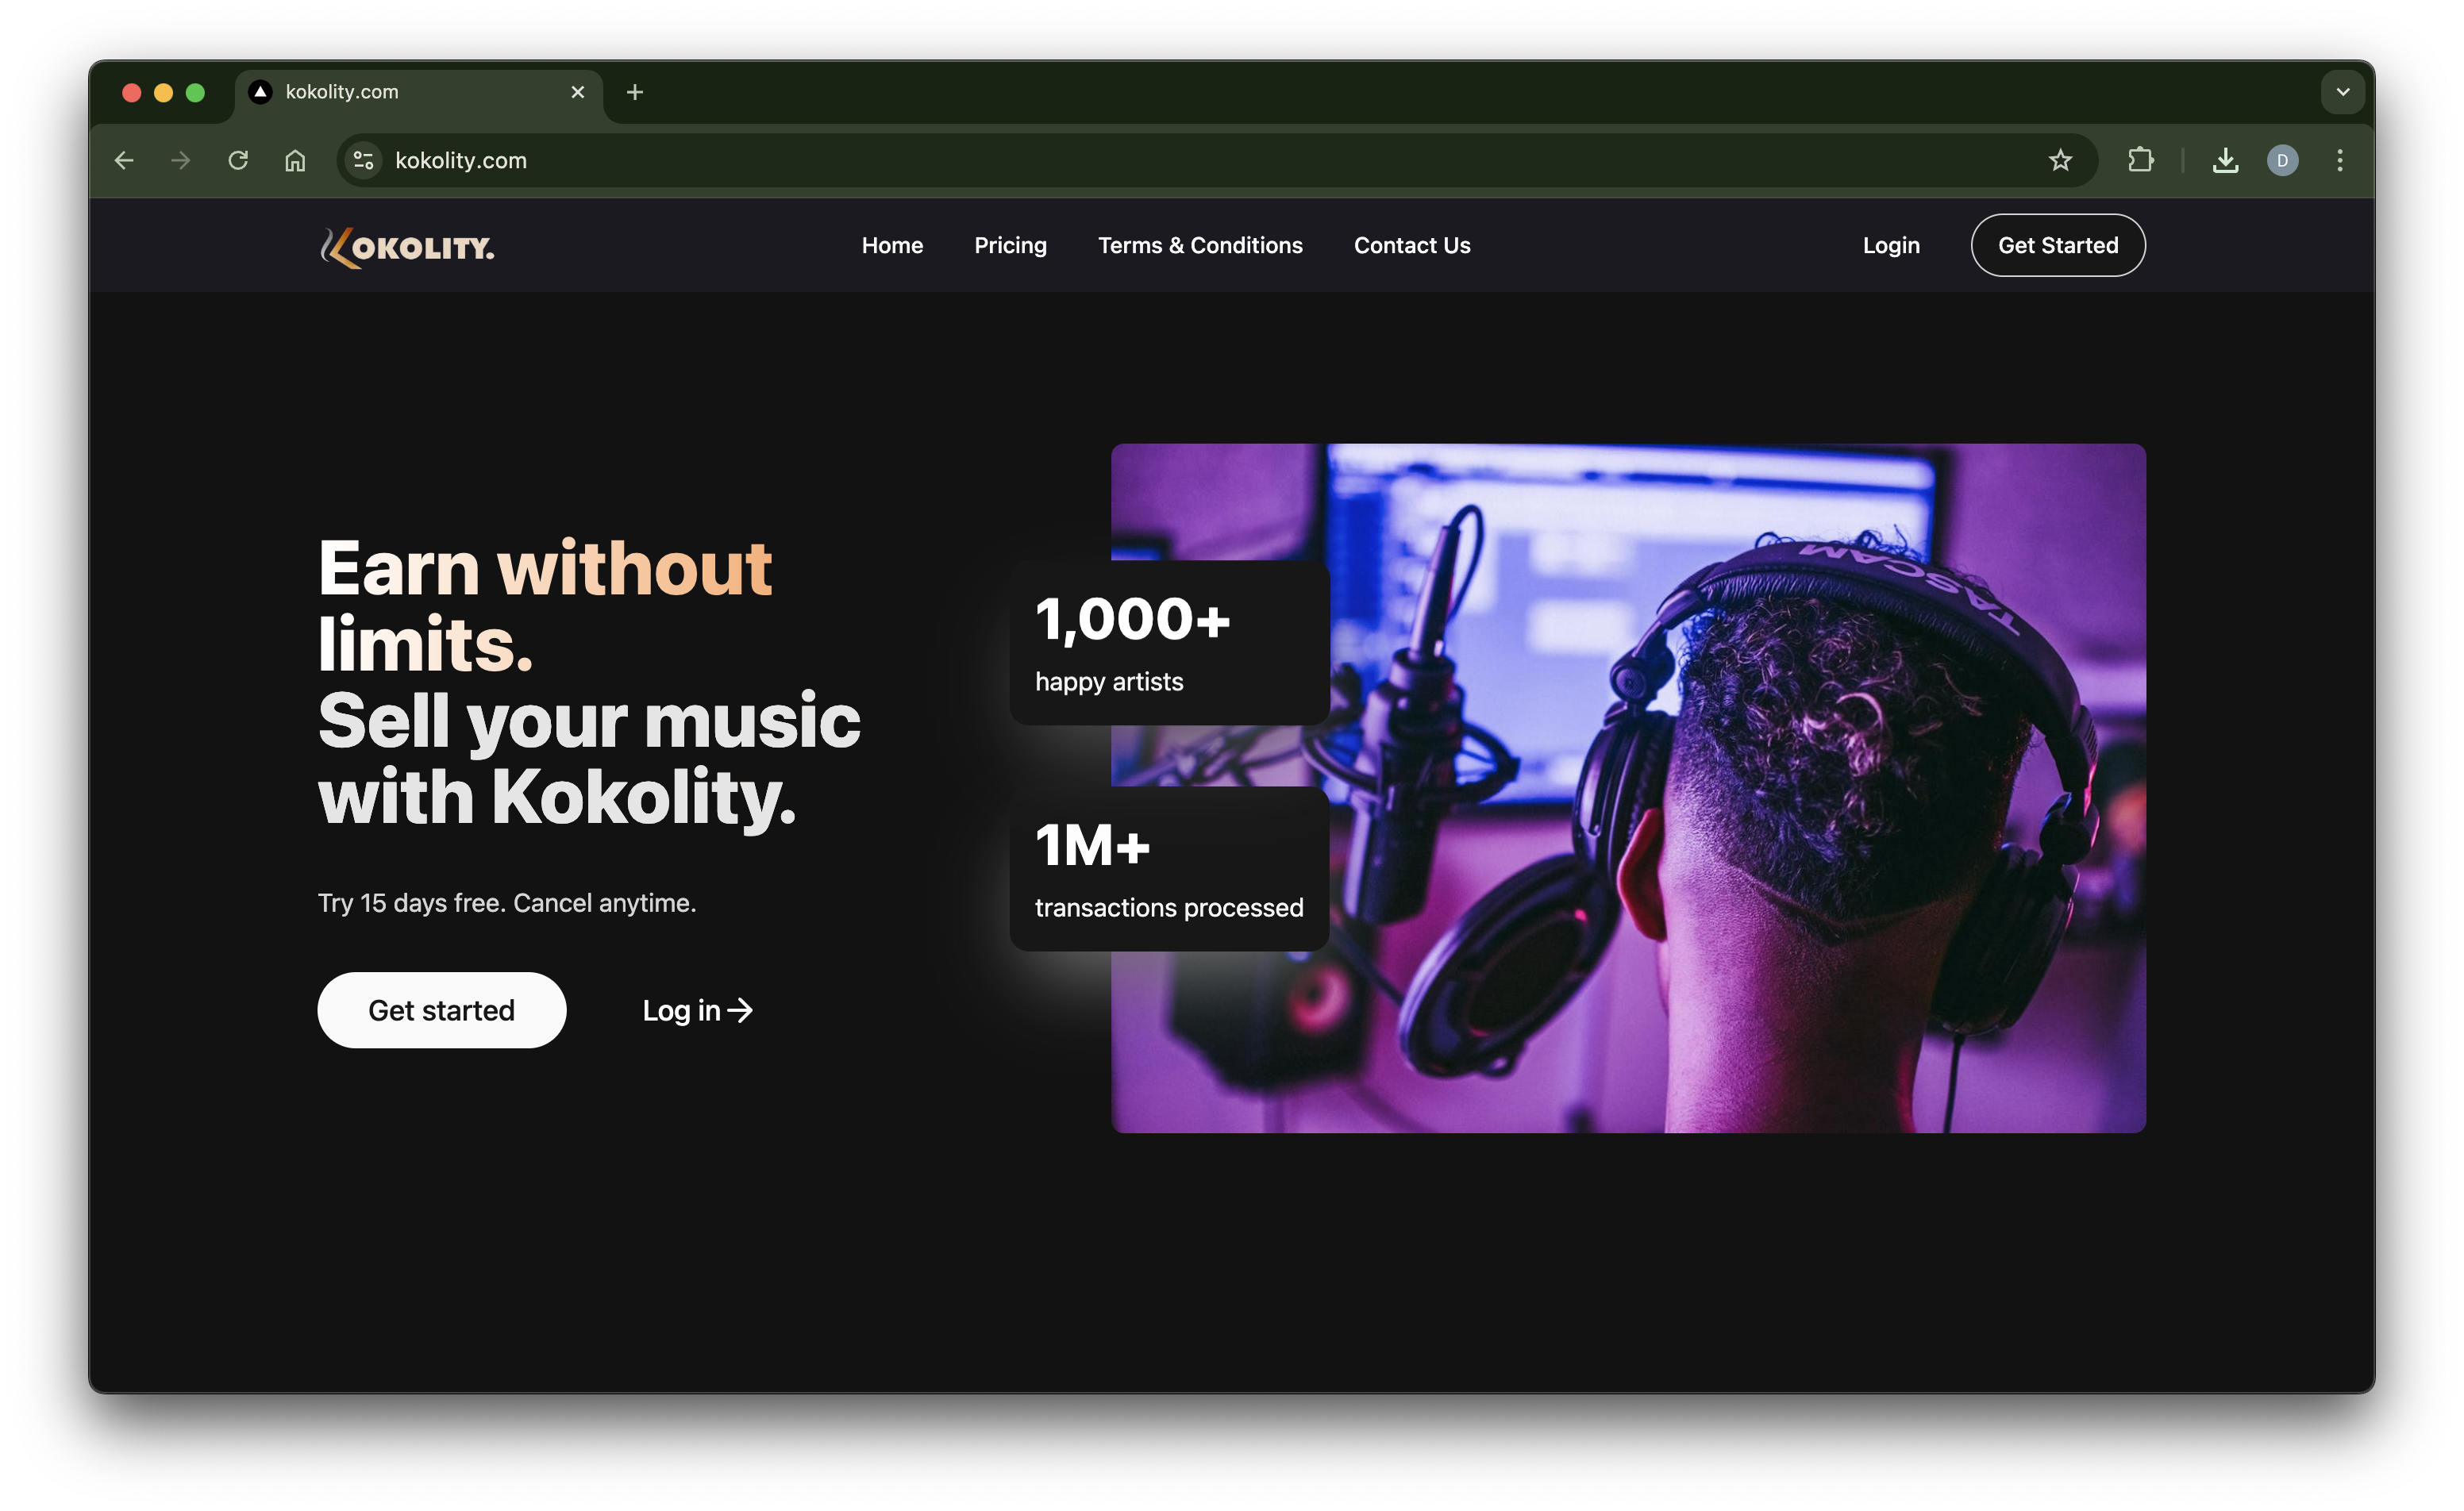 kokolity.com
kokolity.com
D
KOKOLITY.
Home
Pricing
Terms & Conditions
Contact Us
Login
Get Started
Earn without
limits.
Sell your music
with Kokolity.
Try 15 days free. Cancel anytime.
Get started
Log in
1,000+
happy artists
1M+
transactions processed
TASCAM